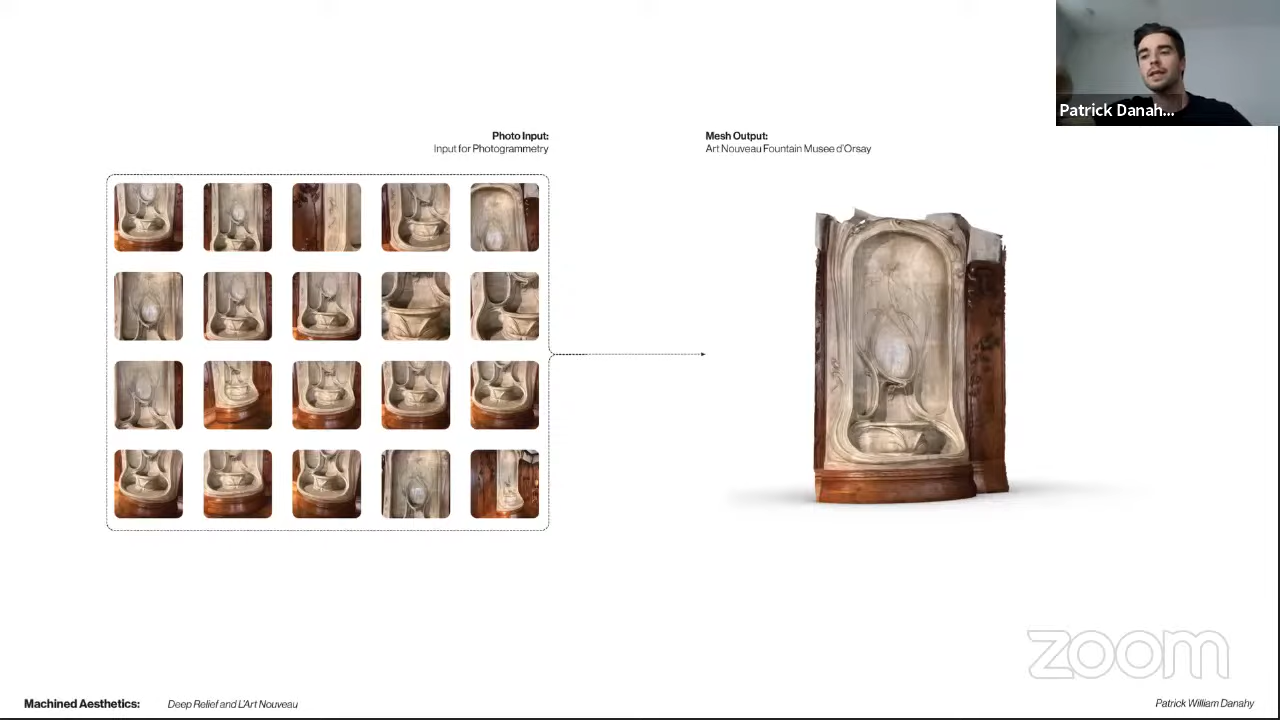 Patrick Danah...
Photo Input:
Input for Photogrammetry
Mesh Output:
Art Nouveau Fountain Musee d'Orsay
zoom
Machined Aesthetics:
Deep Relief and L'Art Nouveau
Patrick William Danahy